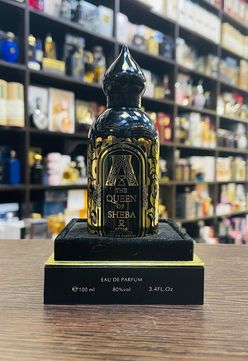 THE
QUEEN
OF
SHEBA
ATTAR
EAU DE PARFUM
℮100 ml 80%vol 3.4FL.Oz